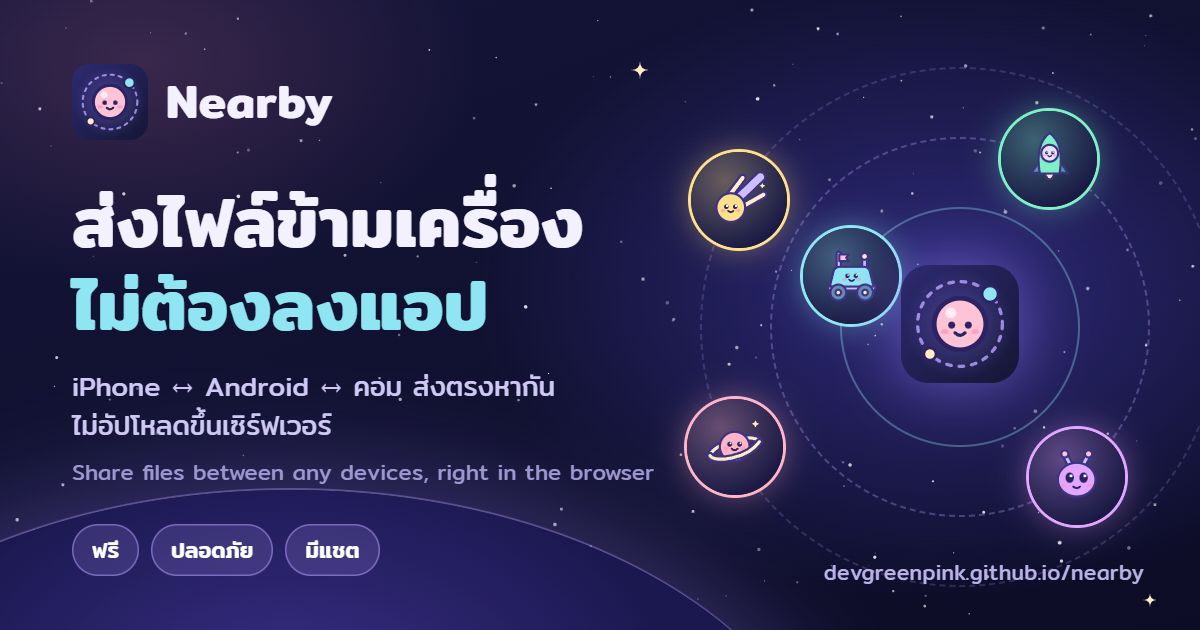 Nearby
ส่งไฟล์ข้ามเครื่อง
ไม่ต้องลงแอป
iPhone ↔ Android ↔ คอม ส่งตรงหากัน
ไม่อัปโหลดขึ้นเซิร์ฟเวอร์
Share files between any devices, right in the browser
ฟรี
ปลอดภัย
มีแชต
devgreenpink.github.io/nearby